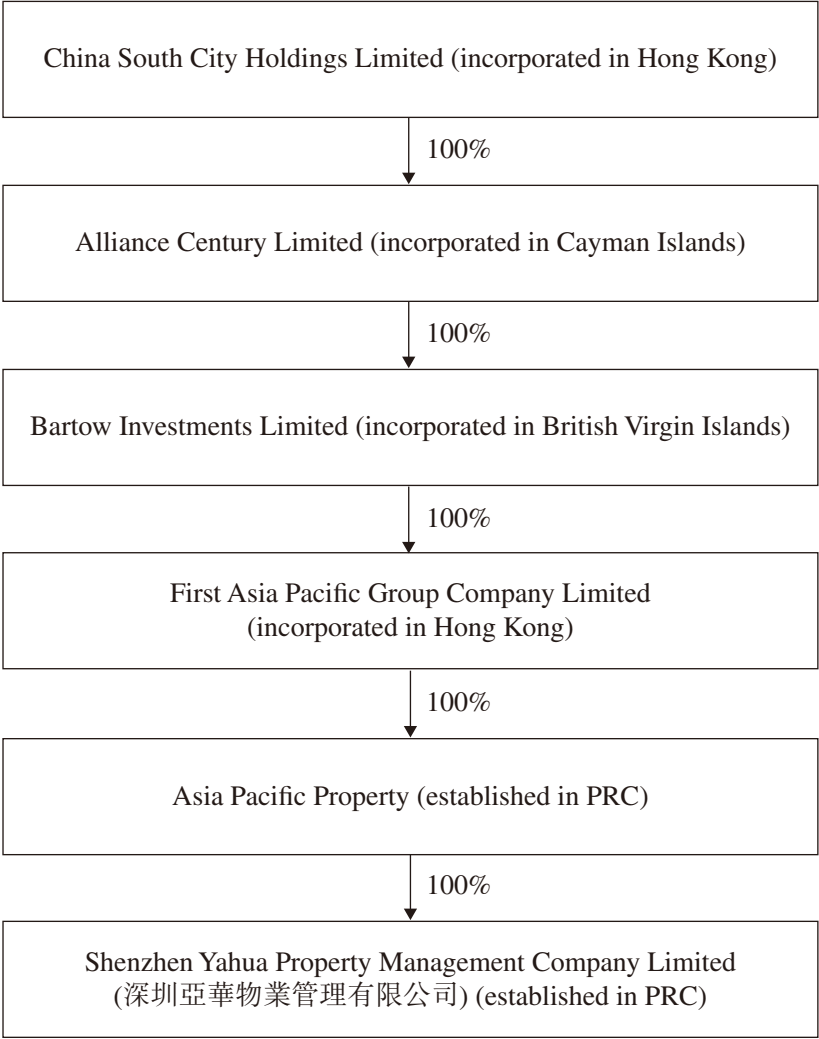 China South City Holdings Limited (incorporated in Hong Kong)
100%
Alliance Century Limited (incorporated in Cayman Islands)
100%
Bartow Investments Limited (incorporated in British Virgin Islands)
100%
First Asia Pacific Group Company Limited
(incorporated in Hong Kong)
100%
Asia Pacific Property (established in PRC)
100%
Shenzhen Yahua Property Management Company Limited
(深圳亞華物業管理有限公司) (established in PRC)